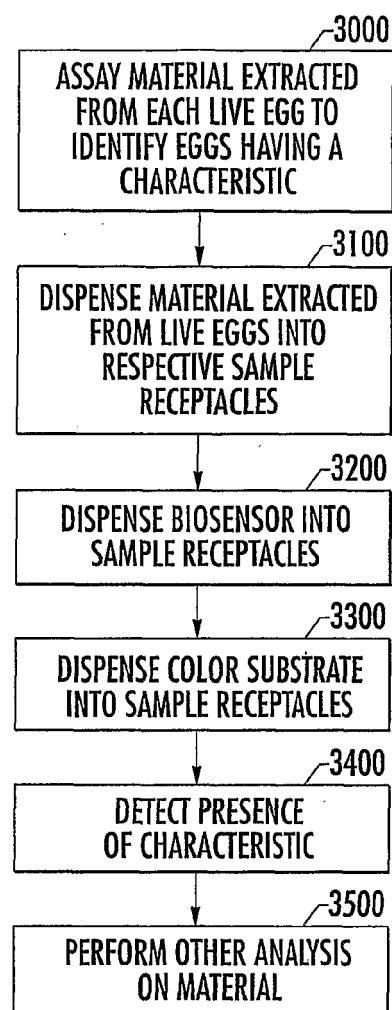 3000
ASSAY MATERIAL EXTRACTED
FROM EACH LIVE EGG TO
IDENTIFY EGGS HAVING A
CHARACTERISTIC
3100
DISPENSE MATERIAL EXTRACTED
FROM LIVE EGGS INTO
RESPECTIVE SAMPLE
RECEPTACLES
3200
DISPENSE BIOSENSOR INTO
SAMPLE RECEPTACLES
3300
DISPENSE COLOR SUBSTRATE
INTO SAMPLE RECEPTACLES
3400
DETECT PRESENCE
OF CHARACTERISTIC
3500
PERFORM OTHER ANALYSIS
ON MATERIAL